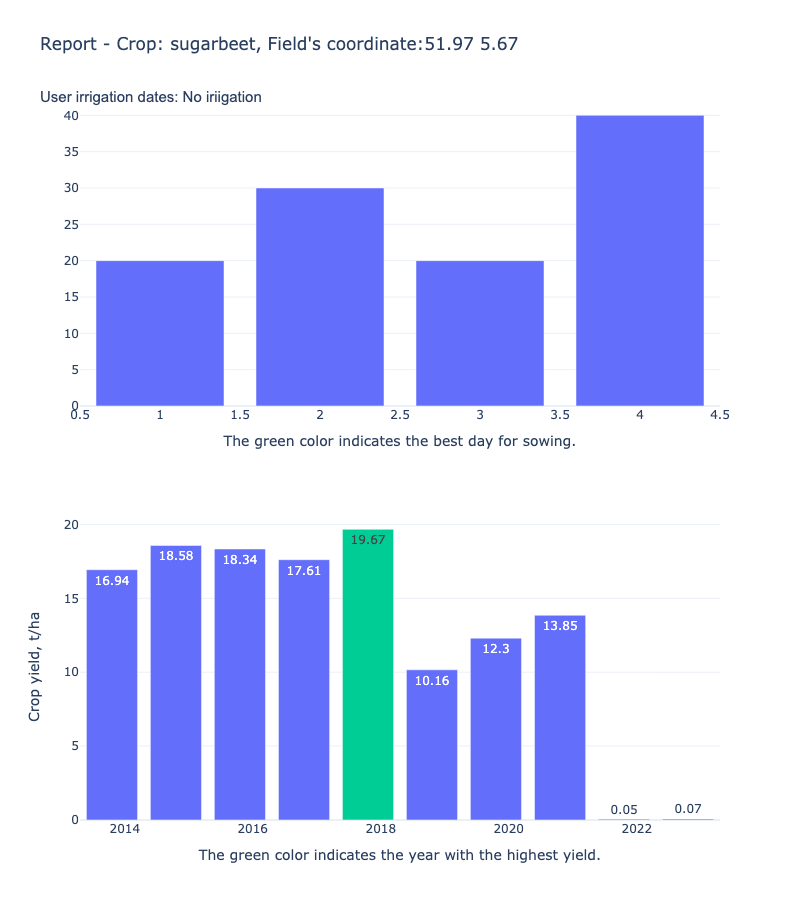 Report - Crop: sugarbeet, Field's coordinate:51.97 5.67
User irrigation dates: No iriigation
40
35
30
25
20
15
10
5
0
0.5 1 1.5 2 2.5 3 3.5 4 4.5
The green color indicates the best day for sowing.
20
15
10
5
0
Crop yield, t/ha
16.94 18.58 18.34 17.61 19.67 10.16 12.3 13.85 0.05 0.07
2014 2016 2018 2020 2022
The green color indicates the year with the highest yield.